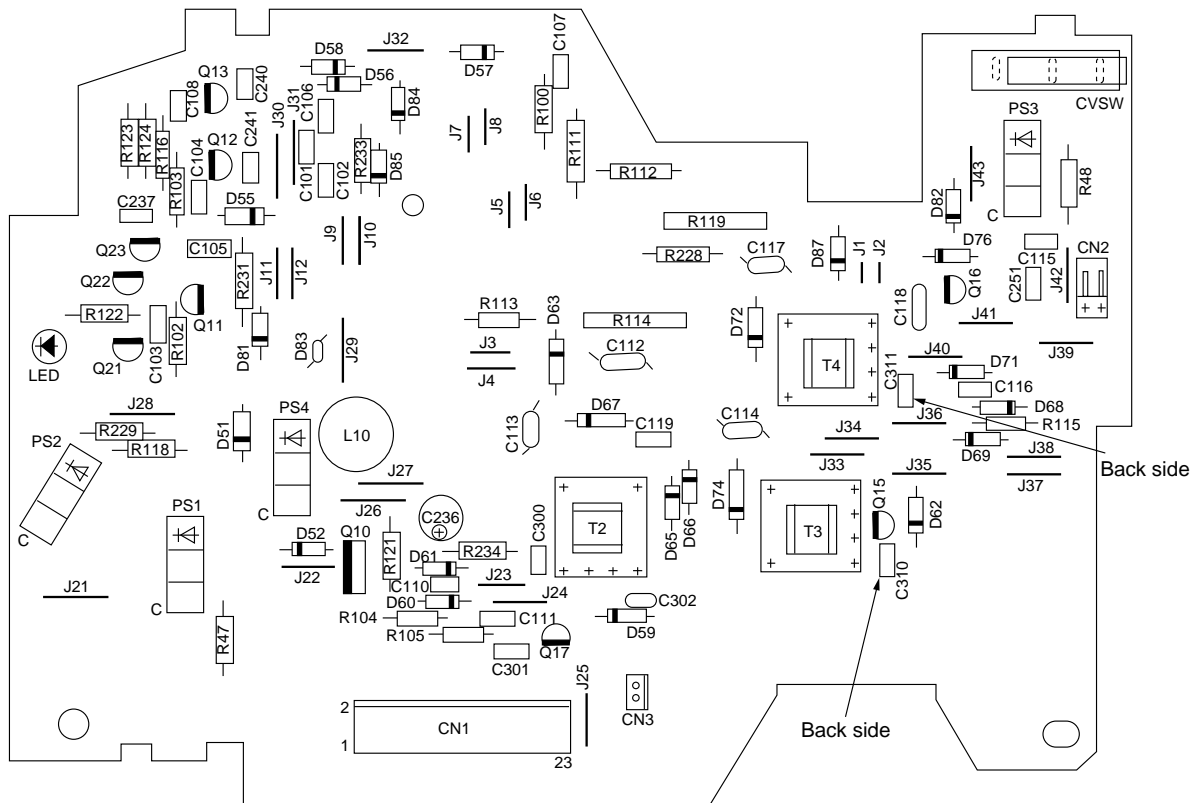 C107
J32
D58
D57
D56
Q13
C240
C108
J31
C106
D84
CVSW
J30
R100
PS3
R123
R124
R116
C104
Q12
C241
J7
J8
R111
R233
D85
C101
C102
R112
J43
R48
R103
D55
D82
C
C237
J5
J6
R119
J9
J10
Q23
C105
R228
C117
D87
J1
J2
D76
C115
CN2
Q22
R231
J11
J12
Q16
C251
J42
C118
R122
Q11
R113
D63
R114
D72
J41
LED
Q21
C103
R102
D81
D83
J29
J3
J4
C112
T4
J40
J39
C311
D71
C116
J28
PS4
D68
R115
PS2
R229
R118
D51
L10
C113
D67
C119
C114
J34
J36
D69
J33
J38
Back side
J27
J35
J37
PS1
C
J26
C236
D74
Q15
D62
C
D52
Q10
R121
R234
C300
T2
D65
D66
T3
D61
J22
C110
J23
C310
J21
C
D60
J24
C302
R104
C111
D59
R47
R105
Q17
C301
J25
2
CN1
CN3
Back side
1
23